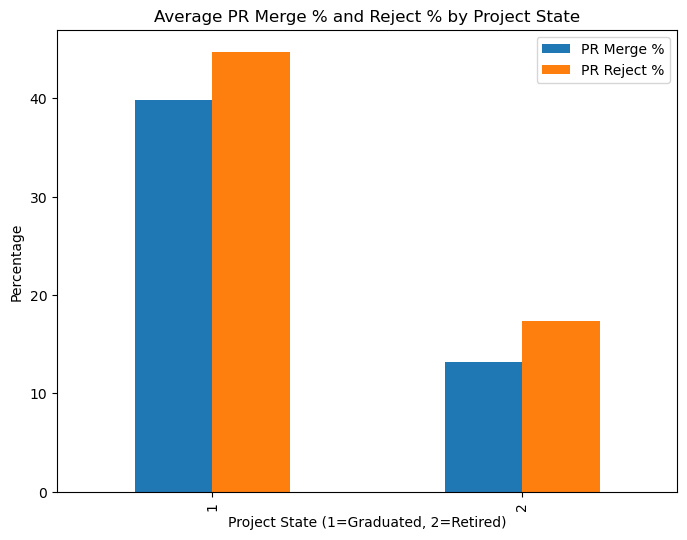 Average PR Merge % and Reject % by Project State
PR Merge %
PR Reject %
40
30
20
10
0
Percentage
1
2
Project State (1=Graduated, 2=Retired)